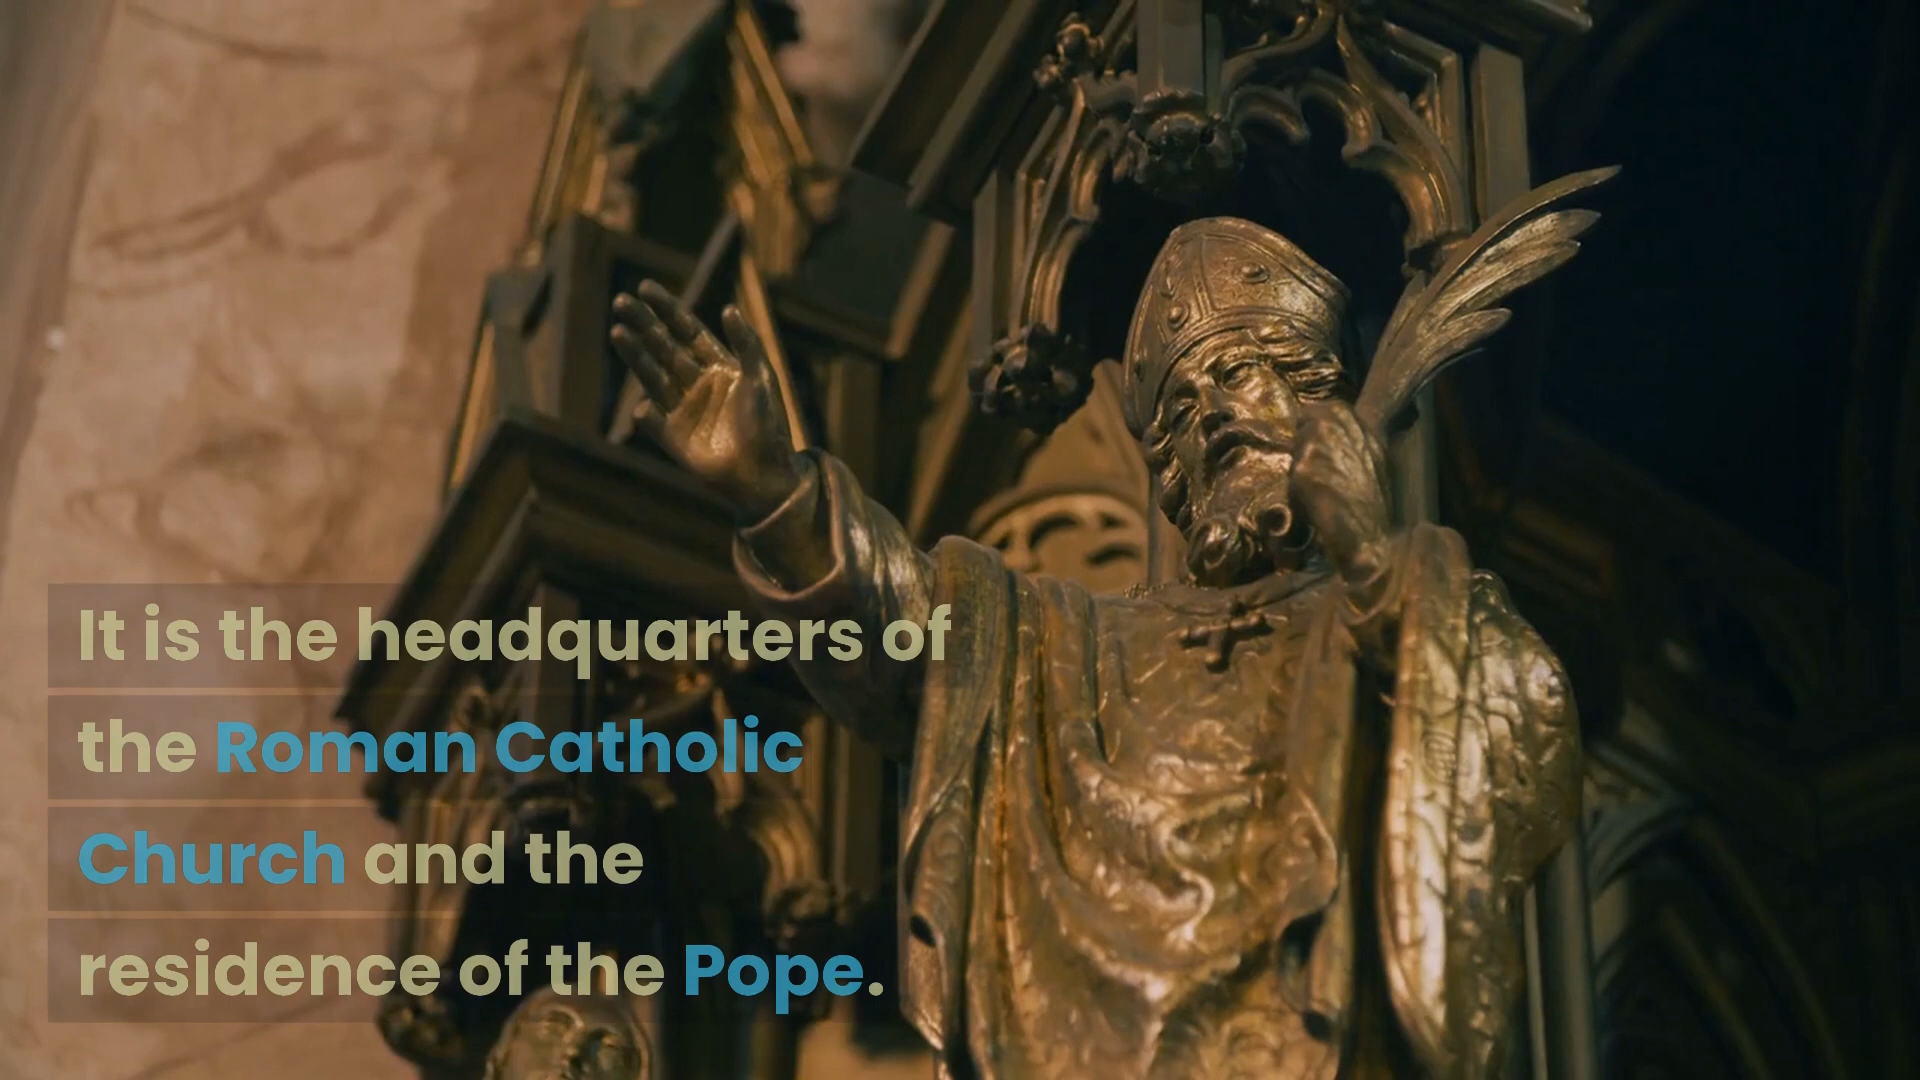 It is the headquarters of
the Roman Catholic
Church and the
residence of the Pope.